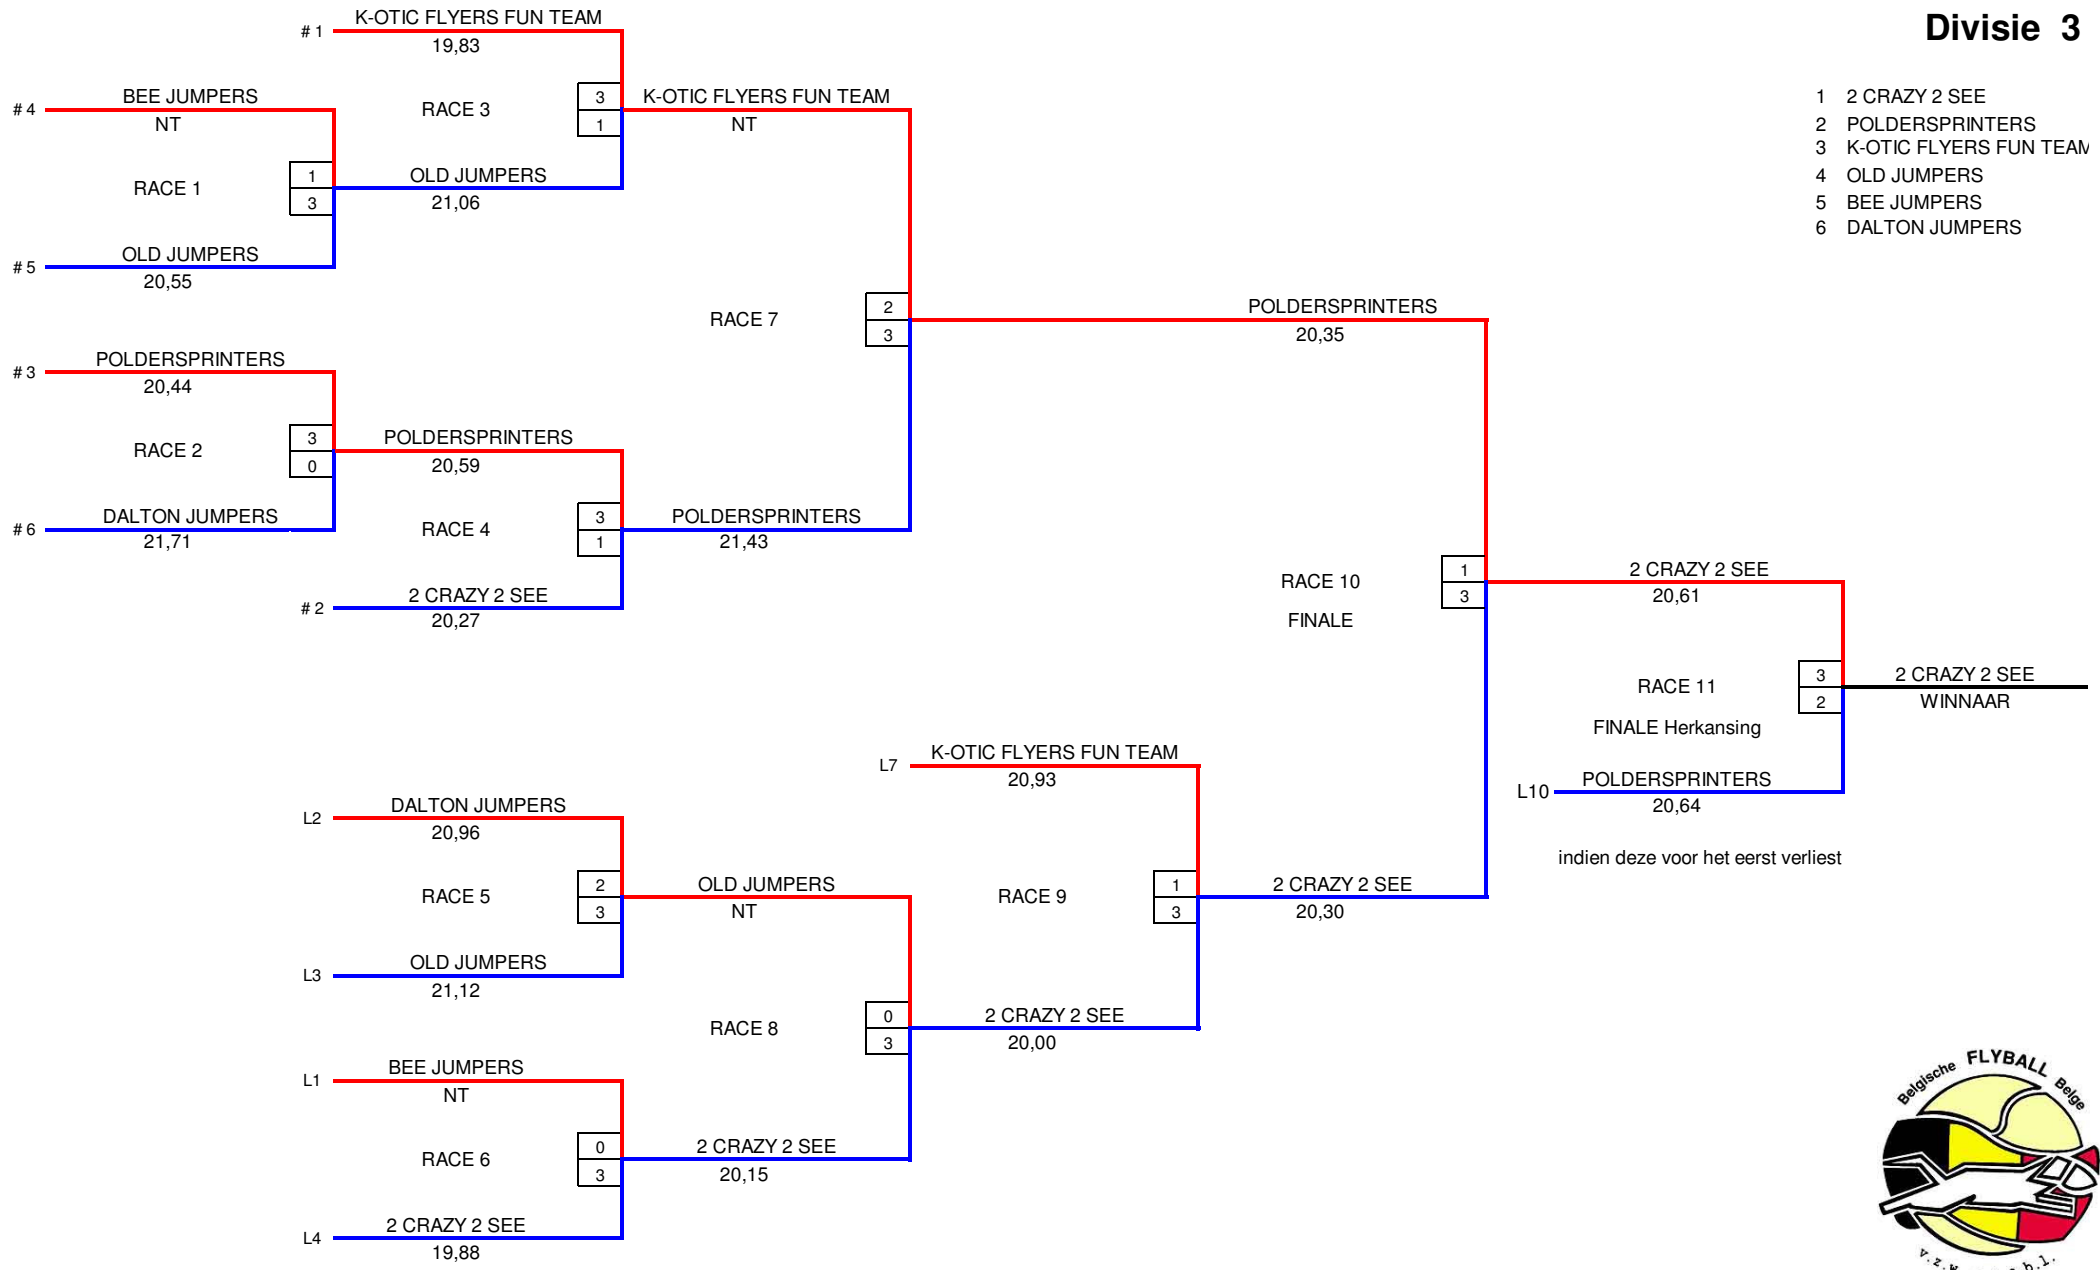 Divisie 3
K-OTIC FLYERS FUN TEAM
# 1
19,83
BEE JUMPERS
# 4
NT
RACE 3
3
1
K-OTIC FLYERS FUN TEAM
NT
1 2 CRAZY 2 SEE
2 POLDERSPRINTERS
3 K-OTIC FLYERS FUN TEAM
4 OLD JUMPERS
5 BEE JUMPERS
6 DALTON JUMPERS
RACE 1
1
3
OLD JUMPERS
21,06
OLD JUMPERS
# 5
20,55
RACE 7
2
3
POLDERSPRINTERS
20,35
POLDERSPRINTERS
# 3
20,44
RACE 2
3
0
POLDERSPRINTERS
20,59
DALTON JUMPERS
# 6
21,71
RACE 4
3
1
POLDERSPRINTERS
21,43
2 CRAZY 2 SEE
# 2
20,27
RACE 10
FINALE
1
3
2 CRAZY 2 SEE
20,61
RACE 11
FINALE Herkansing
3
2
2 CRAZY 2 SEE
WINNAAR
K-OTIC FLYERS FUN TEAM
L7
20,93
POLDERSPRINTERS
L10
20,64
indien deze voor het eerst verliest
DALTON JUMPERS
L2
20,96
RACE 5
2
3
OLD JUMPERS
NT
RACE 9
1
3
2 CRAZY 2 SEE
20,30
OLD JUMPERS
L3
21,12
RACE 8
0
3
2 CRAZY 2 SEE
20,00
BEE JUMPERS
L1
NT
RACE 6
0
3
2 CRAZY 2 SEE
20,15
2 CRAZY 2 SEE
L4
19,88
Belgische FLYBALL Belge